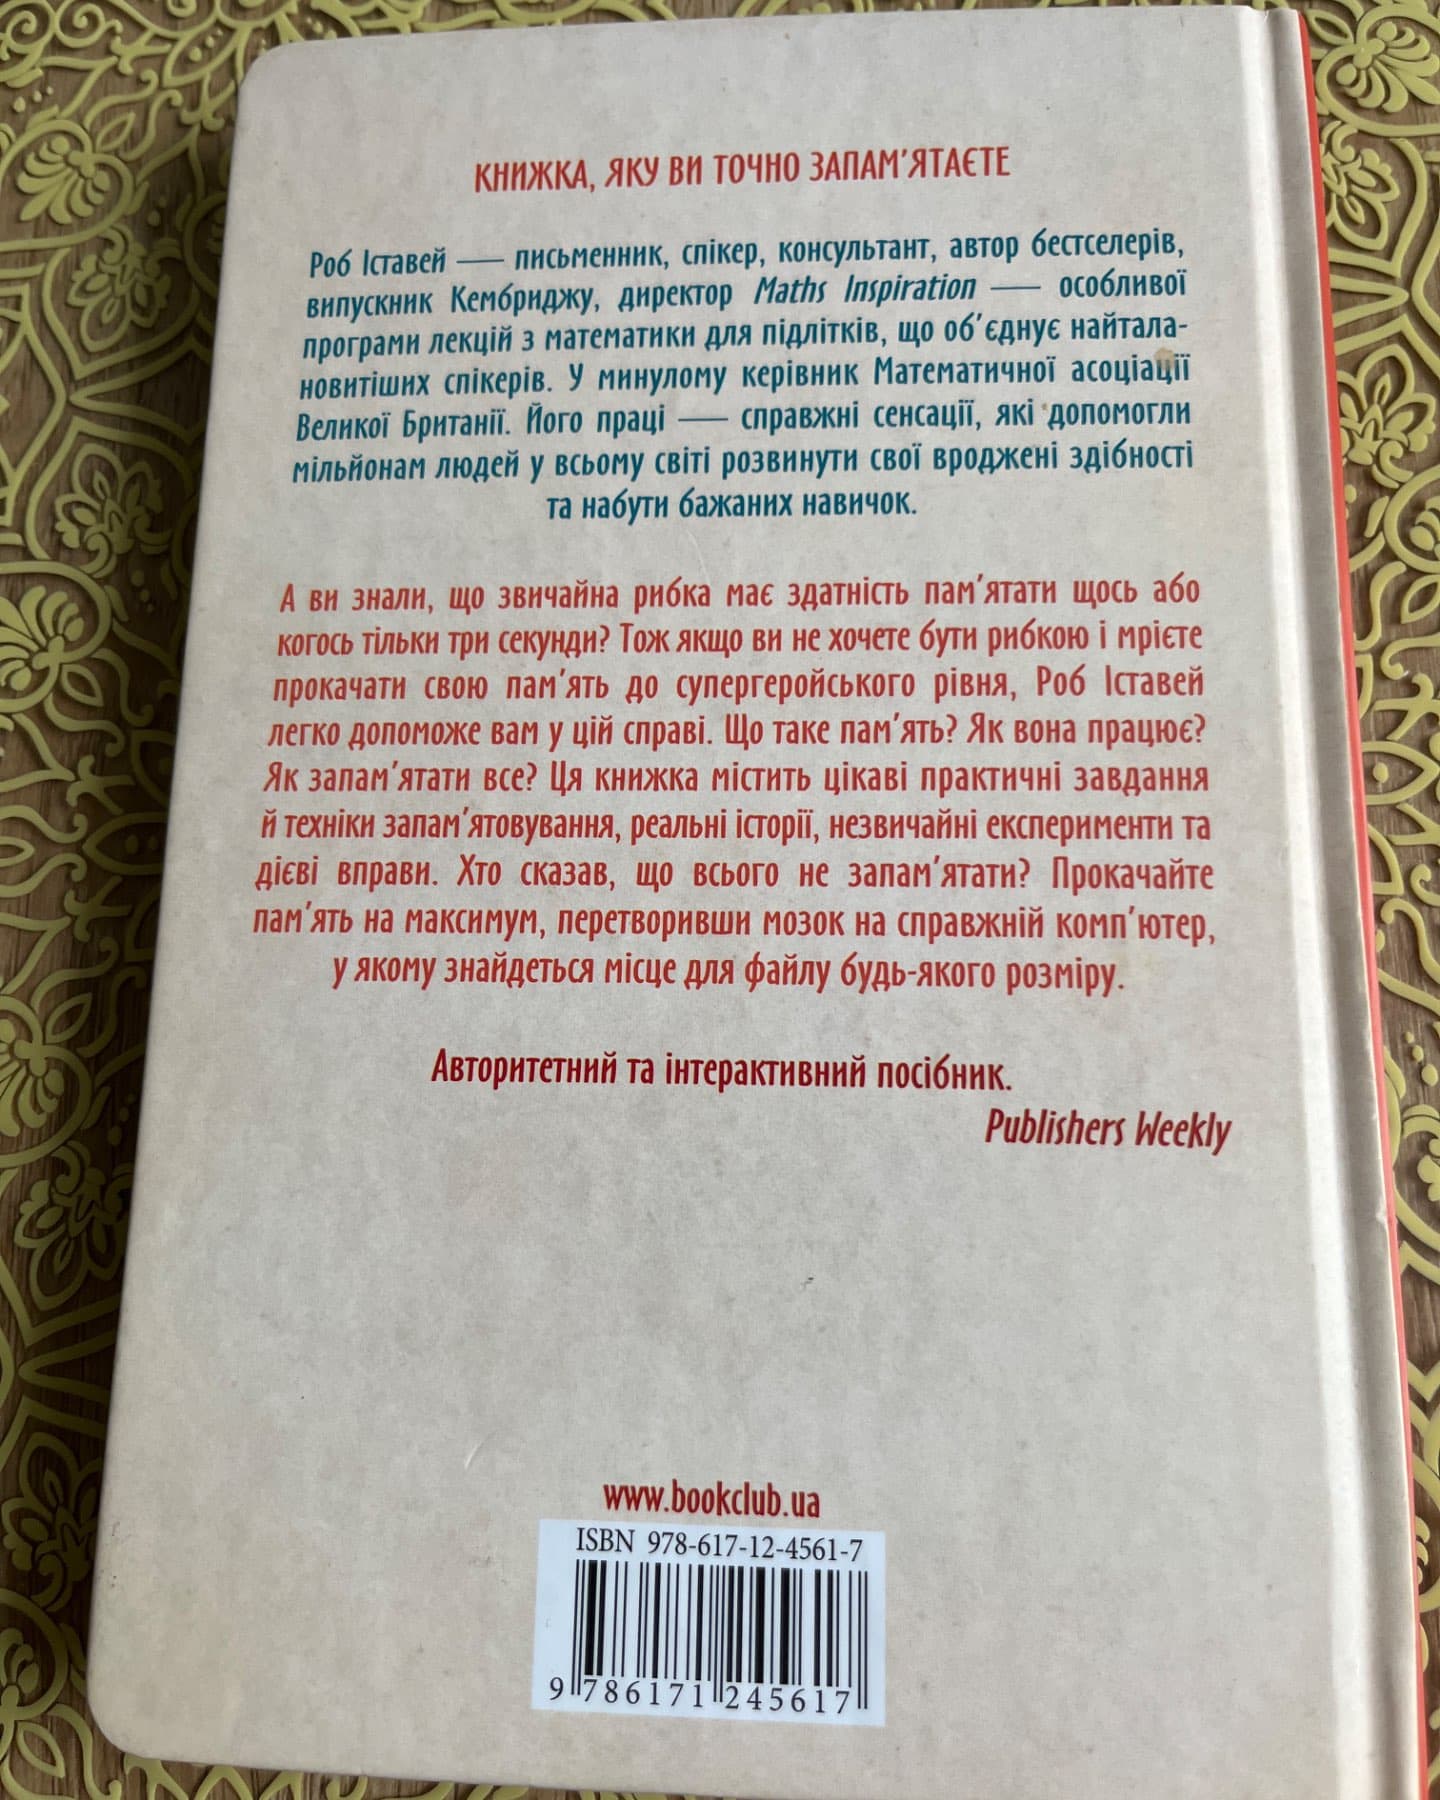 КНИЖКА, ЯКУ ВИ ТОЧНО ЗАПАМ'ЯТАЄТЕ
Роб Іставей — письменник, спікер, консультант, автор бестселерів,
випускник Кембриджу, директор Maths Inspiration — особливої
програми лекцій з математики для підлітків, що об'єднує найтала-
новитіших спікерів. У минулому керівник Математичної асоціації
Великої Британії. Його праці — справжні сенсації, які допомогли
мільйонам людей у всьому світі розвинути свої вроджені здібності
та набути бажаних навичок.
А ви знали, що звичайна рибка має здатність пам'ятати щось або
когось тільки три секунди? Тож якщо ви не хочете бути рибкою і мрієте
прокачати свою пам'ять до супергеройського рівня, Роб Іставей
легко допоможе вам у цій справі. Що таке пам'ять? Як вона працює?
Як запам'ятати все? Ця книжка містить цікаві практичні завдання
й техніки запам'ятовування, реальні історії, незвичайні експерименти та
дієві вправи. Хто сказав, що всього не запам'ятати? Прокачайте
пам'ять на максимум, перетворивши мозок на справжній комп'ютер,
у якому знайдеться місце для файлу будь-якого розміру.
Авторитетний та інтерактивний посібник.
Publishers Weekly
www.bookclub.ua
ISBN 978-617-12-4561-7
9 786171 245617